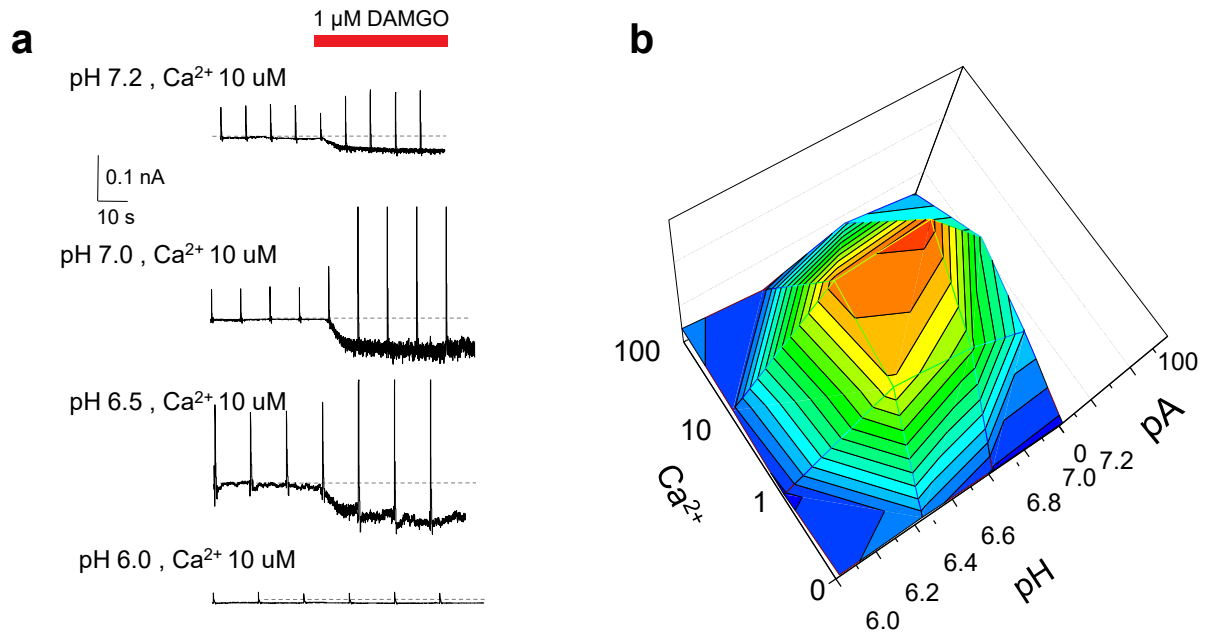 a
1 µM DAMGO
pH 7.2 , Ca²⁺ 10 uM
0.1 nA
10 s
pH 7.0 , Ca²⁺ 10 uM
pH 6.5 , Ca²⁺ 10 uM
pH 6.0 , Ca²⁺ 10 uM
b
100
10
1
0
Ca²⁺
6.0
6.2
6.4
6.6
6.8
7.0
7.2
pH
0
100
pA